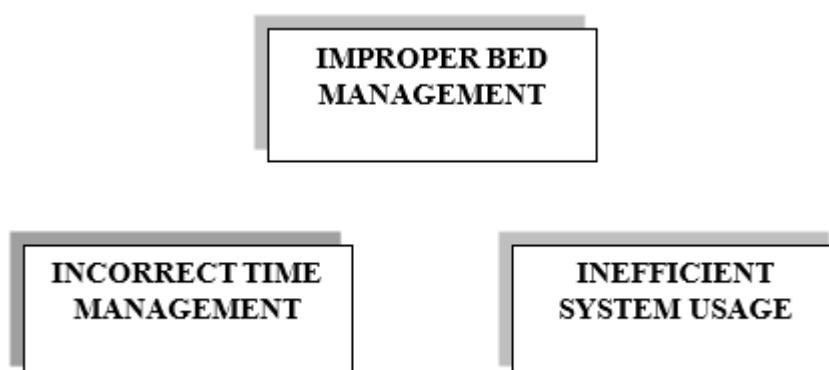 IMPROPER BED
MANAGEMENT
INCORRECT TIME
MANAGEMENT
INEFFICIENT
SYSTEM USAGE